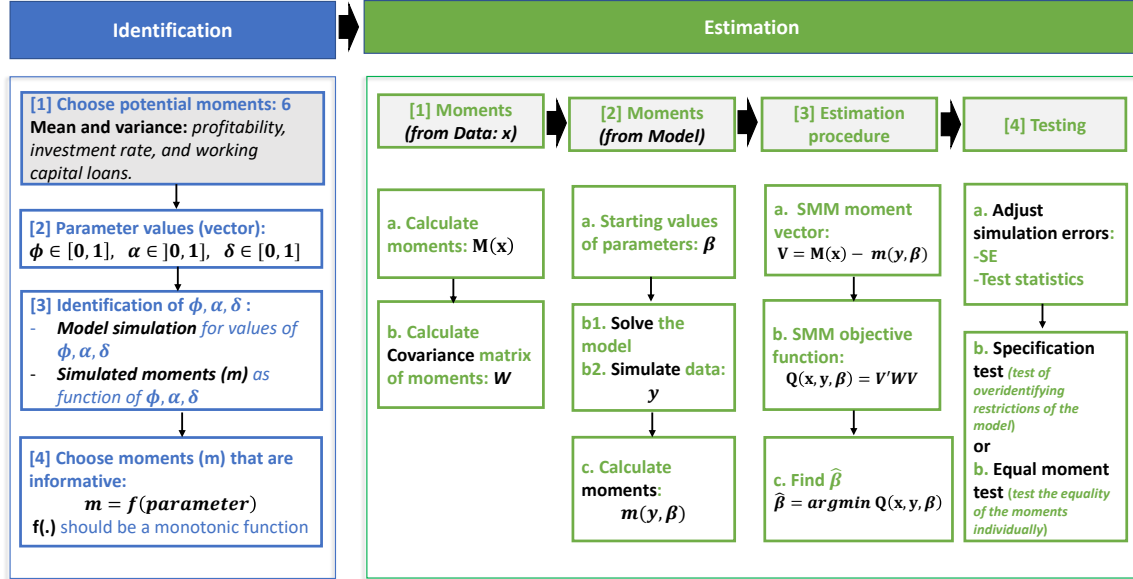 Identification
Estimation
[1] Choose potential moments: 6
Mean and variance: profitability,
investment rate, and working
capital loans.
[2] Parameter values (vector):
ϕ ∈ [0, 1], α ∈ ]0, 1], δ ∈ [0, 1]
[3] Identification of ϕ, α, δ :
- Model simulation for values of
ϕ, α, δ
- Simulated moments (m) as
function of ϕ, α, δ
[4] Choose moments (m) that are
informative:
m = f(parameter)
f(.) should be a monotonic function
[1] Moments
(from Data: x)
a. Calculate
moments: M(x)
b. Calculate
Covariance matrix
of moments: W
[2] Moments
(from Model)
a. Starting values
of parameters: β
b1. Solve the
model
b2. Simulate data:
y
c. Calculate
moments:
m(y, β)
[3] Estimation
procedure
a. SMM moment
vector:
V = M(x) − m(y, β)
b. SMM objective
function:
Q(x, y, β) = V'WV
c. Find β̂
β̂ = argmin Q(x, y, β)
[4] Testing
a. Adjust
simulation errors:
-SE
-Test statistics
b. Specification
test (test of
overidentifying
restrictions of the
model)
or
b. Equal moment
test (test the equality
of the moments
individually)